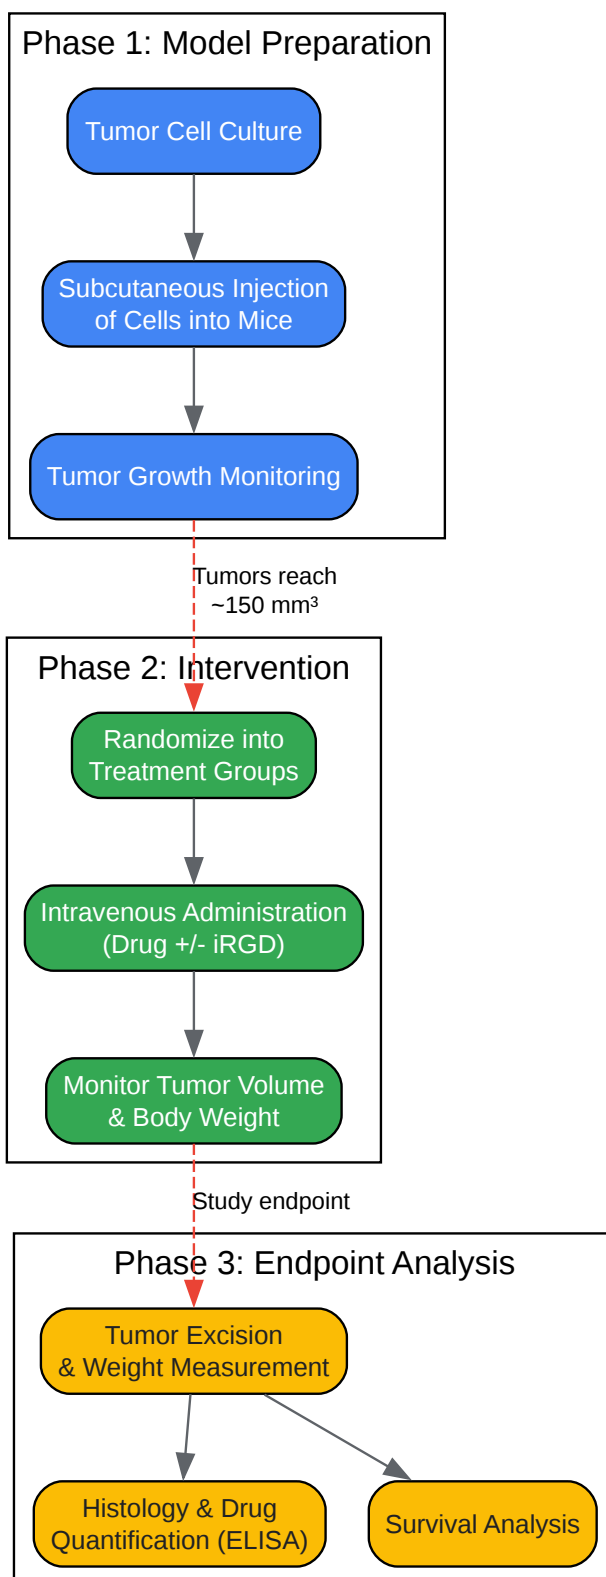 Phase 1: Model Preparation
Tumor Cell Culture
Subcutaneous Injection
of Cells into Mice
Tumor Growth Monitoring
Tumors reach
~150 mm³
Phase 2: Intervention
Randomize into
Treatment Groups
Intravenous Administration
(Drug +/- iRGD)
Monitor Tumor Volume
& Body Weight
Study endpoint
Phase 3: Endpoint Analysis
Tumor Excision
& Weight Measurement
Histology & Drug
Quantification (ELISA)
Survival Analysis